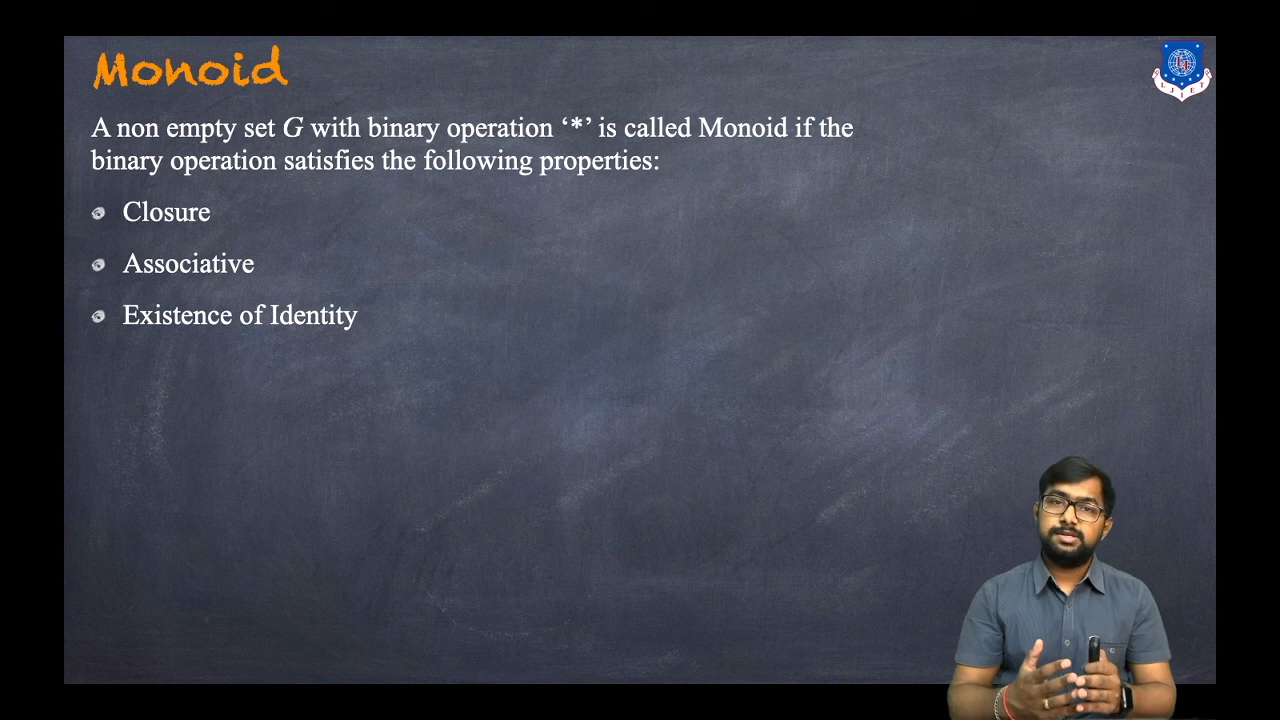 Monoid
A non empty set G with binary operation ‘*’ is called Monoid if the
binary operation satisfies the following properties:
Closure
Associative
Existence of Identity
LJIET